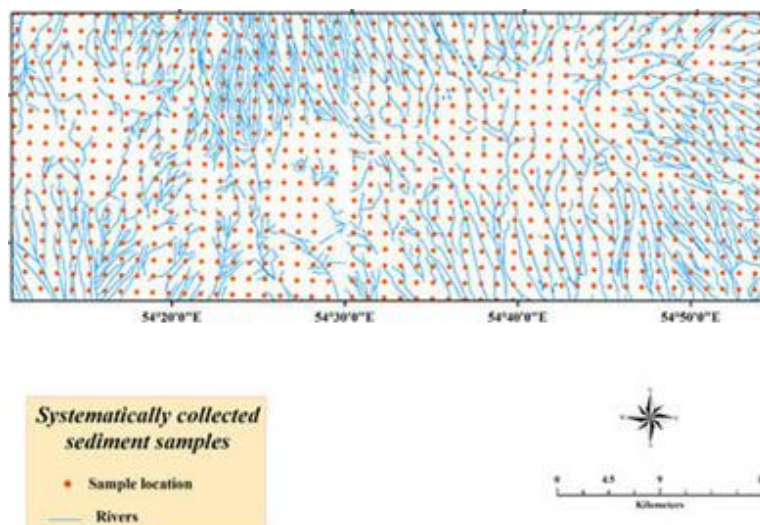 54°20'0"E 54°30'0"E 54°40'0"E 54°50'0"E
Systematically collected
sediment samples
Sample location
Rivers
0 4.5 9
Kilometers